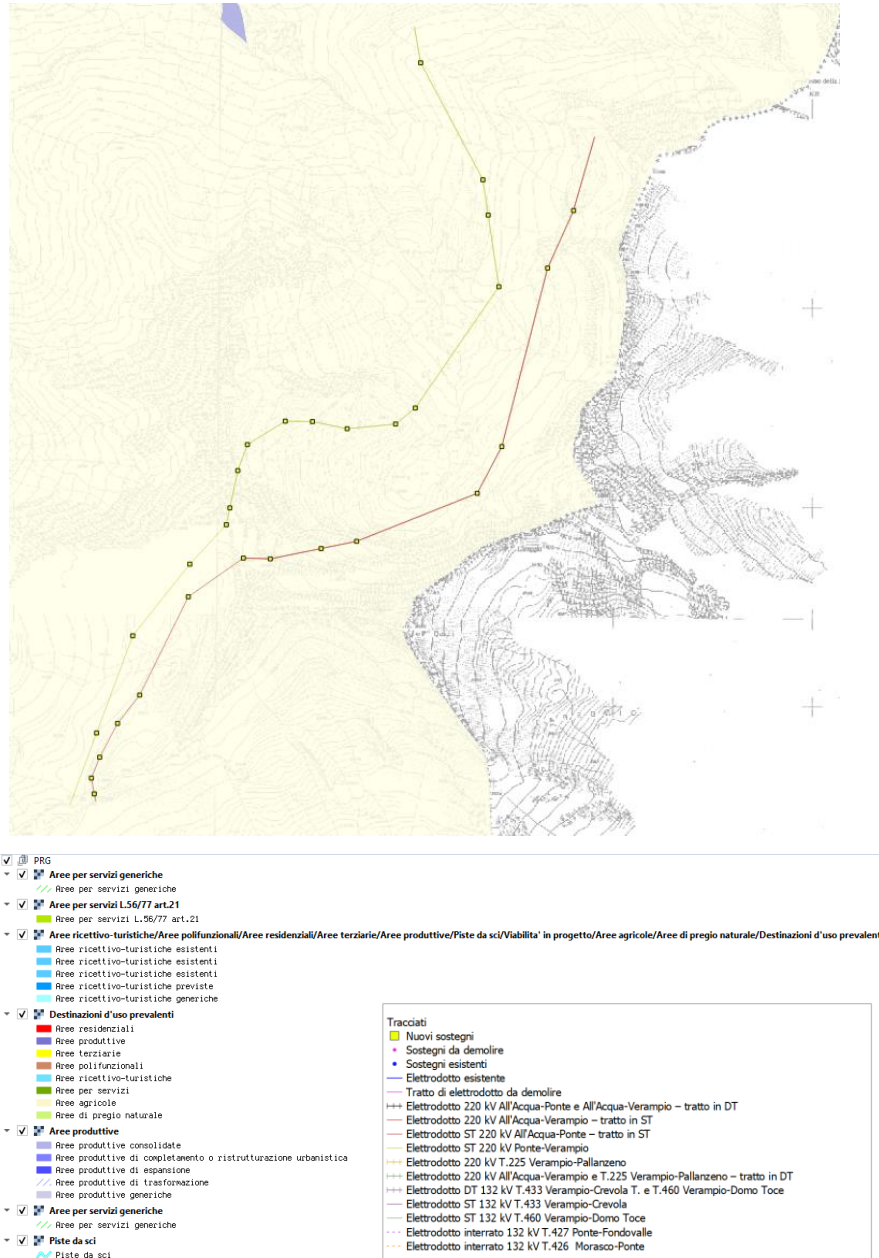 PRG
Aree per servizi generiche
Aree per servizi generiche
Aree per servizi L.56/77 art.21
Aree per servizi L.56/77 art.21
Aree ricettivo-turistiche/Aree polifunzionali/Aree residenziali/Aree terziarie/Aree produttive/Piste da sci/Viabilita' in progetto/Aree agricole/Aree di pregio naturale/Destinazioni d'uso prevalent
Aree ricettivo-turistiche esistenti
Aree ricettivo-turistiche esistenti
Aree ricettivo-turistiche esistenti
Aree ricettivo-turistiche previste
Aree ricettivo-turistiche generiche
Destinazioni d'uso prevalenti
Aree residenziali
Aree produttive
Aree terziarie
Aree polifunzionali
Aree ricettivo-turistiche
Aree per servizi
Aree agricole
Aree di pregio naturale
Aree produttive
Aree produttive consolidate
Aree produttive di completamento o ristrutturazione urbanistica
Aree produttive di espansione
Aree produttive di trasformazione
Aree produttive generiche
Aree per servizi generiche
Aree per servizi generiche
Piste da sci
Piste da sci
Tracciati
Nuovi sostegni
Sostegni da demolire
Sostegni esistenti
Elettrodotto esistente
Tratto di elettrodotto da demolire
Elettrodotto 220 kV All'Acqua-Ponte e All'Acqua-Verampio – tratto in DT
Elettrodotto 220 kV All'Acqua-Verampio – tratto in ST
Elettrodotto ST 220 kV All'Acqua-Ponte – tratto in ST
Elettrodotto ST 220 kV Ponte-Verampio
Elettrodotto 220 kV T.225 Verampio-Pallanzeno
Elettrodotto 220 kV All'Acqua-Verampio e T.225 Verampio-Pallanzeno – tratto in DT
Elettrodotto DT 132 kV T.433 Verampio-Crevola T. e T.460 Verampio-Domo Toce
Elettrodotto ST 132 kV T.433 Verampio-Crevola
Elettrodotto ST 132 kV T.460 Verampio-Domo Toce
Elettrodotto interrato 132 kV T.427 Ponte-Fondovalle
Elettrodotto interrato 132 kV T.426 Morasco-Ponte